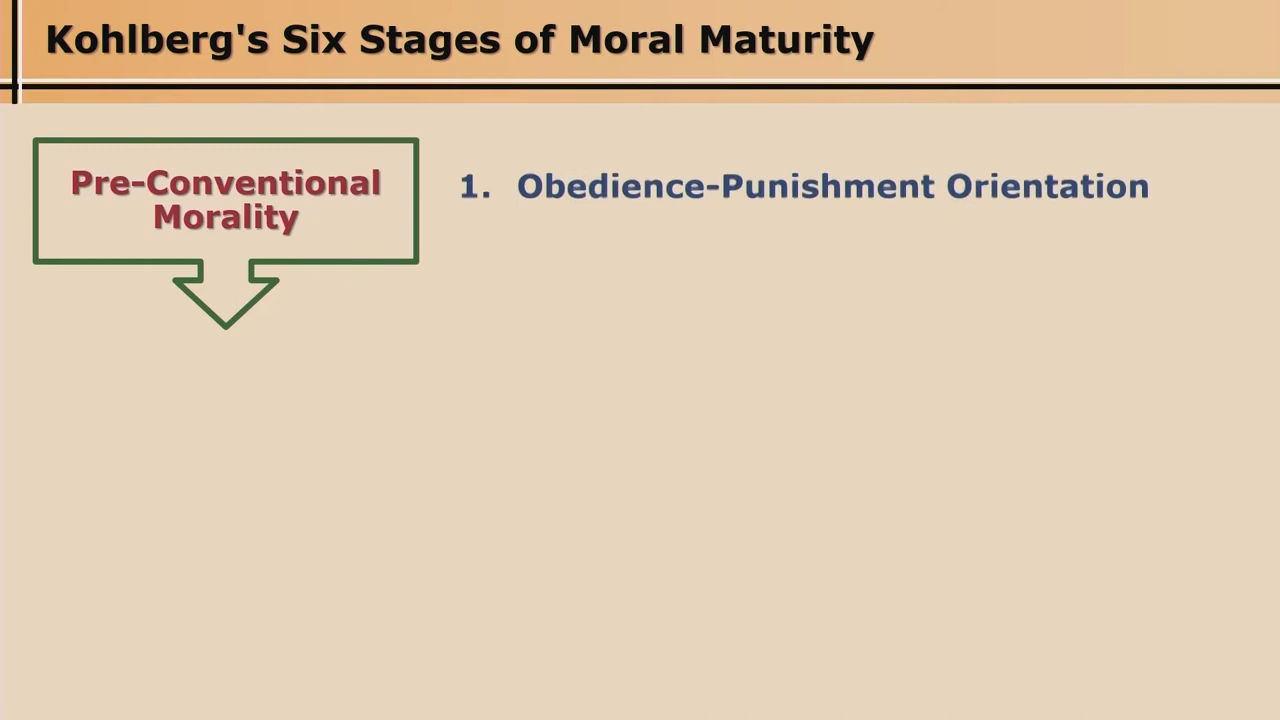 Kohlberg's Six Stages of Moral Maturity
Pre-Conventional
Morality
1. Obedience-Punishment Orientation